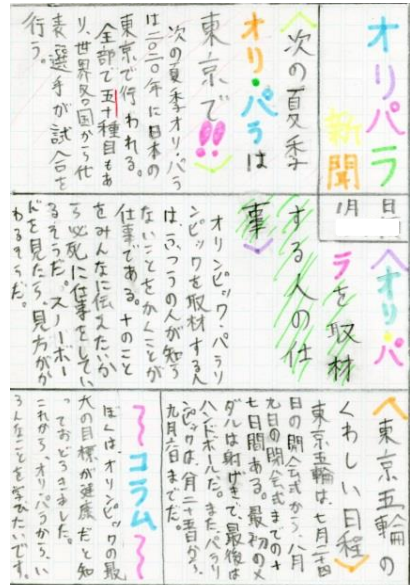 オリパラ
新聞
月
日
〈次の夏季
オリ・パラは
東京で!!〉
次の夏季オリ・パラ
は二〇二〇年に日本の
東京で行われる。
全部で五十種目もあ
り、世界各国から代
表選手が試合を
行う。
〈オリ・パ
ラを取材
する人の仕
事〉
オリンピック・パラリ
ンピックを取材する人
は、ふつうの人が知ら
ないことをかくことが
仕事である。そのこと
をみんなに伝えたいか
ら必死に仕事をしてい
るそうだ。スノーボー
ドを見たら、見方がか
わるそうだ。
〈東京五輪の
くわしい日程〉
東京五輪は、七月二十四
日の開会式から、八月
九日の閉会式までの十
七日間ある。最初のメ
ダルは射げきで、最後は
ハンドボールだ。また、パラリ
ンピックは、八月二十五日から、
九月六日までだ。
~コラム~
ぼくは、オリンピックの最
大の目標が健康だと知
っておどろきました。
これから、オリ・パラから、い
ろんなことを学びたいです。